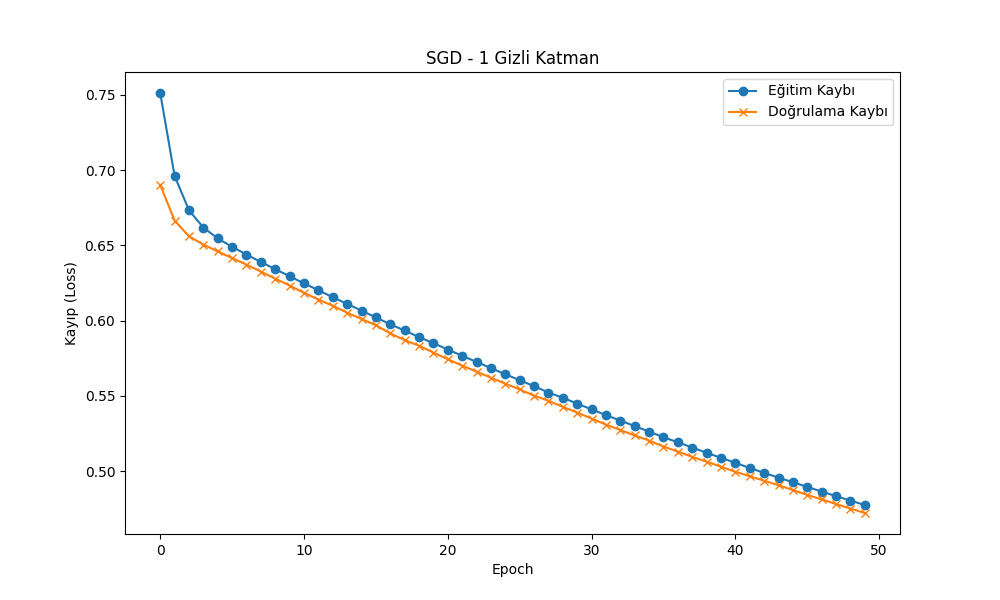 SGD - 1 Gizli Katman
Eğitim Kaybı
Doğrulama Kaybı
0.75
0.70
0.65
0.60
0.55
0.50
Kayıp (Loss)
0 10 20 30 40 50
Epoch